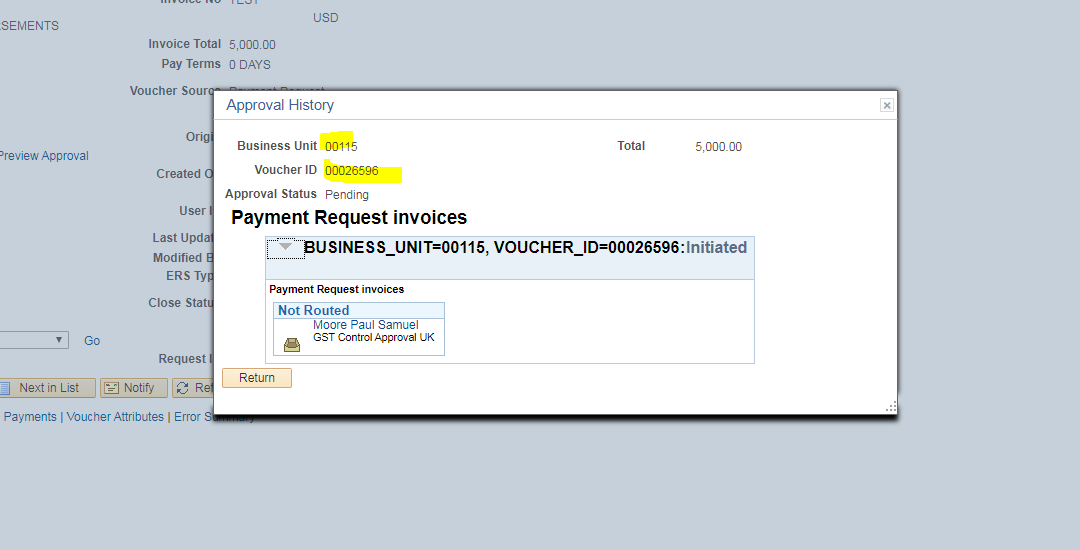 Invoice No TEST
USD
SEMENTS
Invoice Total 5,000.00
Pay Terms 0 DAYS
Voucher Source Payment Request
Approval History
Business Unit 00115 Total 5,000.00
Voucher ID 00026596
Approval Status Pending
Payment Request invoices
BUSINESS_UNIT=00115, VOUCHER_ID=00026596:Initiated
Payment Request invoices
Not Routed
Moore Paul Samuel
GST Control Approval UK
Return
Origi
Preview Approval
Created O
User I
Last Updat
Modified B
ERS Typ
Close Statu
Go
Request I
Next in List Notify Ref
Payments | Voucher Attributes | Error Summary